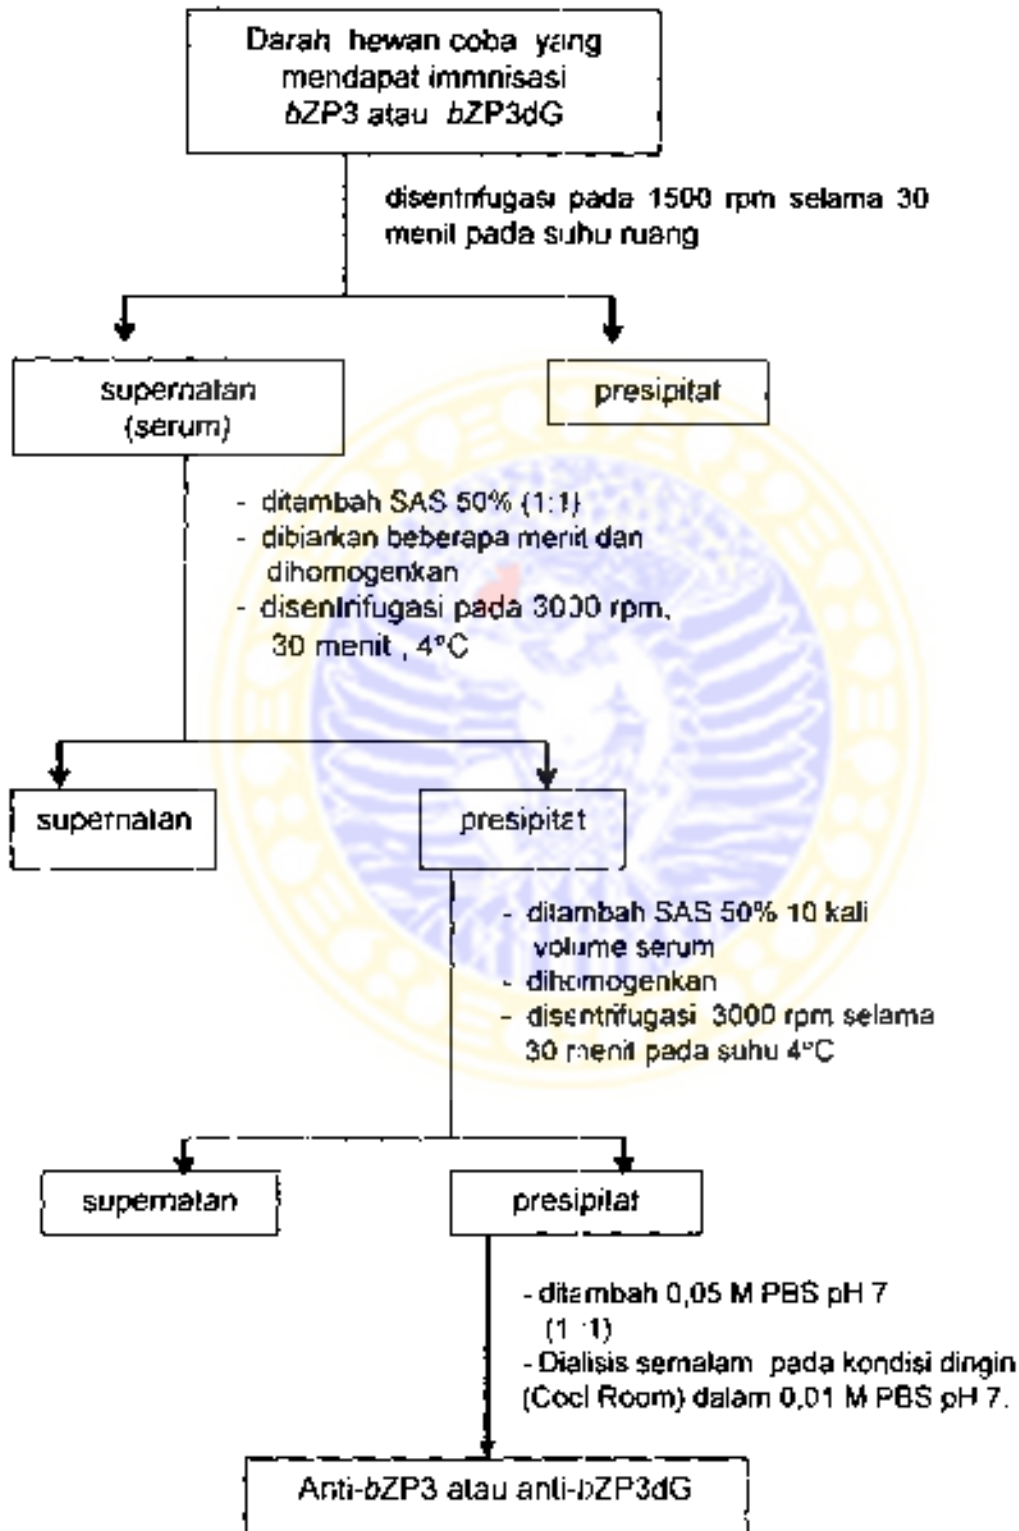 Darah hewan coba yang
mendapat immnisasi
bZP3 atau bZP3dG
disentrifugasi pada 1500 rpm selama 30
menit pada suhu ruang
supernatan
(serum)
presipitat
- ditambah SAS 50% (1:1)
- dibiarkan beberapa menit dan
dihomogenkan
- disentrifugasi pada 3000 rpm,
30 menit , 4°C
supernatan
presipitat
- ditambah SAS 50% 10 kali
volume serum
- dihomogenkan
- disentrifugasi 3000 rpm selama
30 menit pada suhu 4°C
supernatan
presipitat
- ditambah 0,05 M PBS pH 7
(1 :1)
- Dialisis semalam pada kondisi dingin
(Cool Room) dalam 0,01 M PBS pH 7.
Anti-bZP3 atau anti-bZP3dG